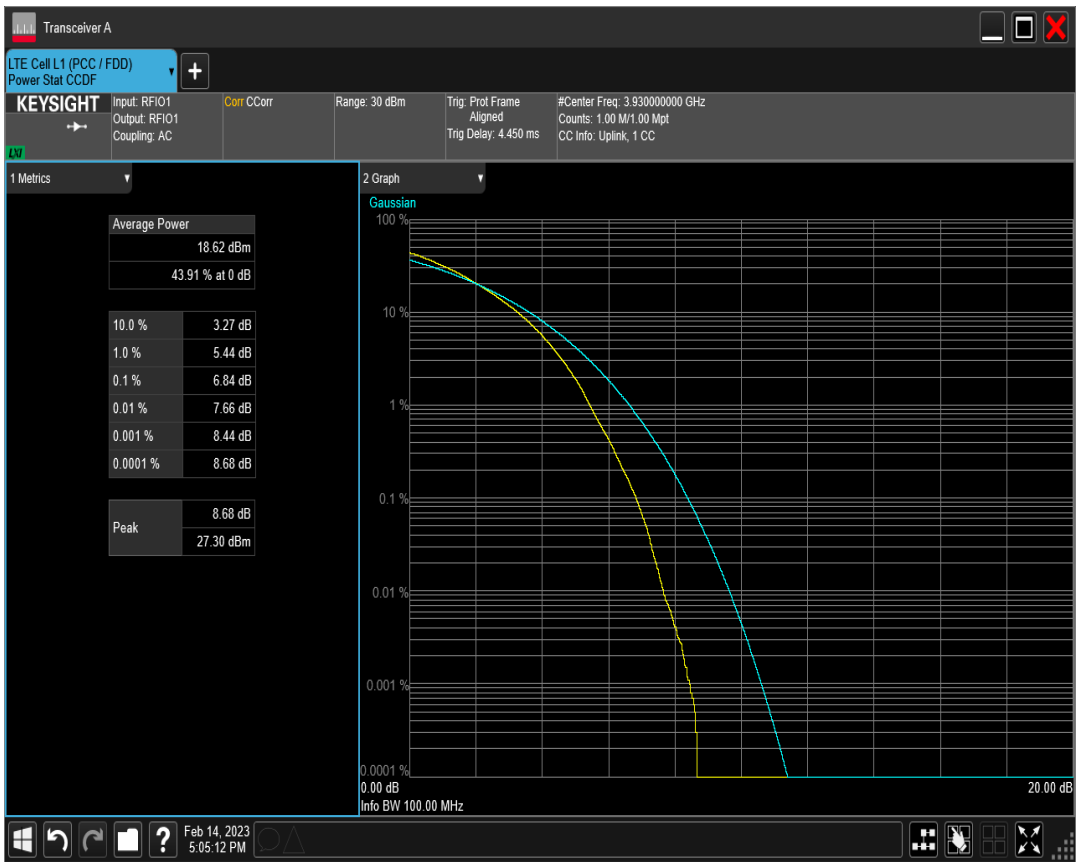 Transceiver A
LTE Cell L1 (PCC / FDD)
Power Stat CCDF
+
KEYSIGHT
LXI
Input: RFIO1
Output: RFIO1
Coupling: AC
Corr CCorr
Range: 30 dBm
Trig: Prot Frame
Aligned
Trig Delay: 4.450 ms
#Center Freq: 3.930000000 GHz
Counts: 1.00 M/1.00 Mpt
CC Info: Uplink, 1 CC
1 Metrics
Average Power
18.62 dBm
43.91 % at 0 dB
10.0 % 3.27 dB
1.0 % 5.44 dB
0.1 % 6.84 dB
0.01 % 7.66 dB
0.001 % 8.44 dB
0.0001 % 8.68 dB
Peak
8.68 dB
27.30 dBm
2 Graph
Gaussian
100 %
10 %
1 %
0.1 %
0.01 %
0.001 %
0.0001 %
0.00 dB 20.00 dB
Info BW 100.00 MHz
?
Feb 14, 2023
5:05:12 PM